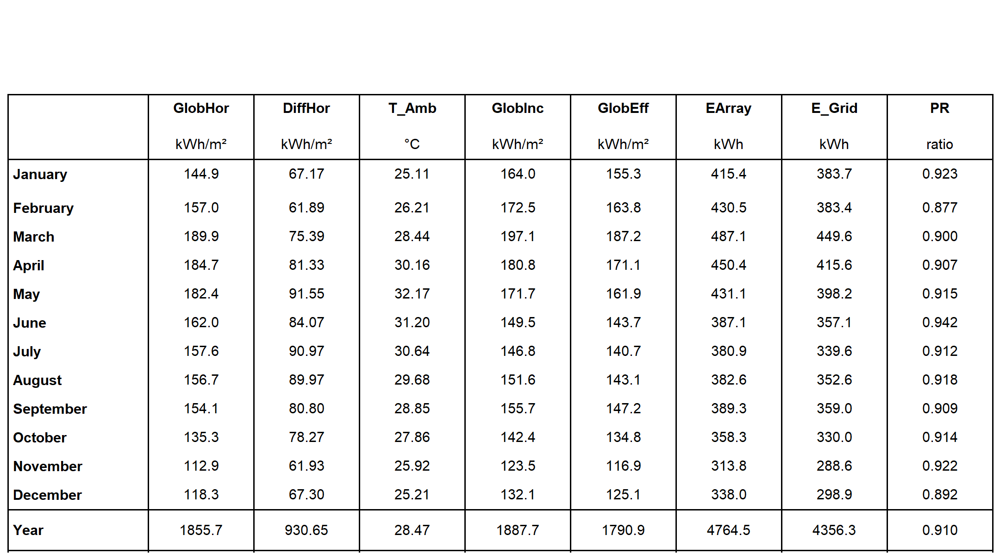 GlobHor DiffHor T_Amb GlobInc GlobEff EArray E_Grid PR
kWh/m² kWh/m² °C kWh/m² kWh/m² kWh kWh ratio
January 144.9 67.17 25.11 164.0 155.3 415.4 383.7 0.923
February 157.0 61.89 26.21 172.5 163.8 430.5 383.4 0.877
March 189.9 75.39 28.44 197.1 187.2 487.1 449.6 0.900
April 184.7 81.33 30.16 180.8 171.1 450.4 415.6 0.907
May 182.4 91.55 32.17 171.7 161.9 431.1 398.2 0.915
June 162.0 84.07 31.20 149.5 143.7 387.1 357.1 0.942
July 157.6 90.97 30.64 146.8 140.7 380.9 339.6 0.912
August 156.7 89.97 29.68 151.6 143.1 382.6 352.6 0.918
September 154.1 80.80 28.85 155.7 147.2 389.3 359.0 0.909
October 135.3 78.27 27.86 142.4 134.8 358.3 330.0 0.914
November 112.9 61.93 25.92 123.5 116.9 313.8 288.6 0.922
December 118.3 67.30 25.21 132.1 125.1 338.0 298.9 0.892
Year 1855.7 930.65 28.47 1887.7 1790.9 4764.5 4356.3 0.910